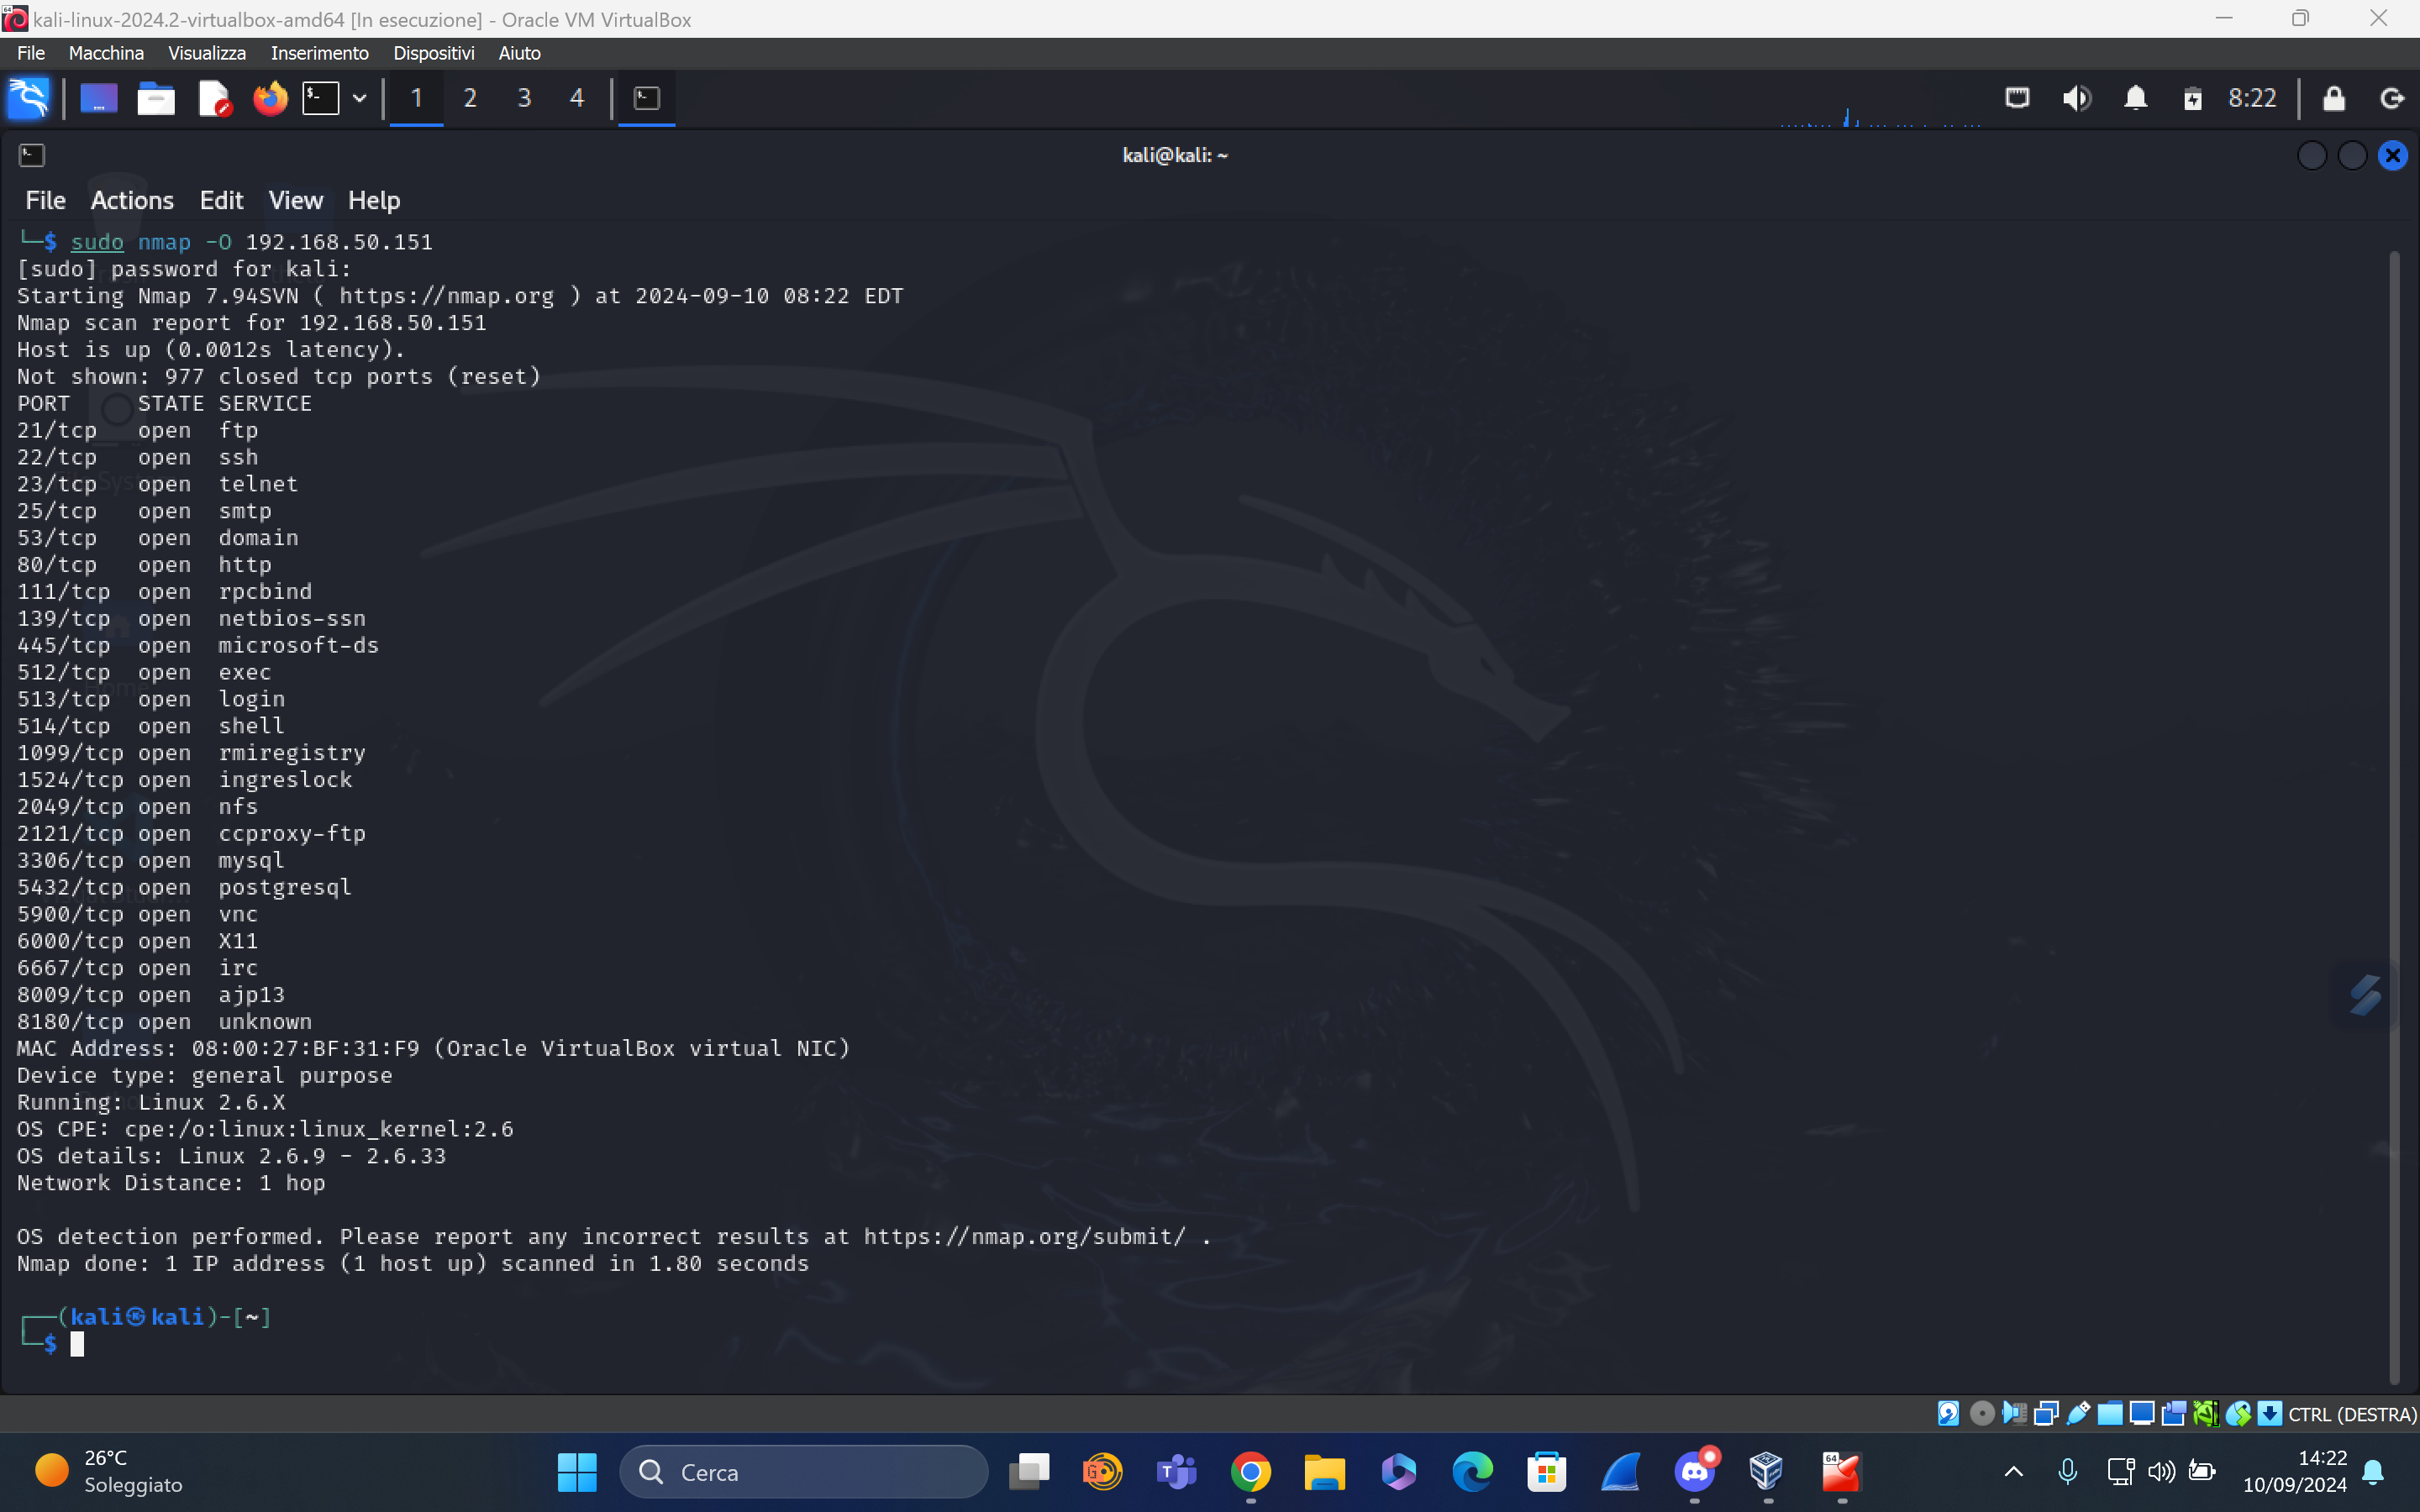 kali-linux-2024.2-virtualbox-amd64 [In esecuzione] - Oracle VM VirtualBox
File Macchina Visualizza Inserimento Dispositivi Aiuto
1 2 3 4 8:22
kali@kali: ~
File Actions Edit View Help
└─$ sudo nmap -O 192.168.50.151
[sudo] password for kali:
Starting Nmap 7.94SVN ( https://nmap.org ) at 2024-09-10 08:22 EDT
Nmap scan report for 192.168.50.151
Host is up (0.0012s latency).
Not shown: 977 closed tcp ports (reset)
PORT     STATE SERVICE
21/tcp   open  ftp
22/tcp   open  ssh
23/tcp   open  telnet
25/tcp   open  smtp
53/tcp   open  domain
80/tcp   open  http
111/tcp  open  rpcbind
139/tcp  open  netbios-ssn
445/tcp  open  microsoft-ds
512/tcp  open  exec
513/tcp  open  login
514/tcp  open  shell
1099/tcp open  rmiregistry
1524/tcp open  ingreslock
2049/tcp open  nfs
2121/tcp open  ccproxy-ftp
3306/tcp open  mysql
5432/tcp open  postgresql
5900/tcp open  vnc
6000/tcp open  X11
6667/tcp open  irc
8009/tcp open  ajp13
8180/tcp open  unknown
MAC Address: 08:00:27:BF:31:F9 (Oracle VirtualBox virtual NIC)
Device type: general purpose
Running: Linux 2.6.X
OS CPE: cpe:/o:linux:linux_kernel:2.6
OS details: Linux 2.6.9 - 2.6.33
Network Distance: 1 hop
OS detection performed. Please report any incorrect results at https://nmap.org/submit/ .
Nmap done: 1 IP address (1 host up) scanned in 1.80 seconds
┌──(kali㉿kali)-[~]
└─$
CTRL (DESTRA)
26°C
Soleggiato
Cerca
14:22
10/09/2024